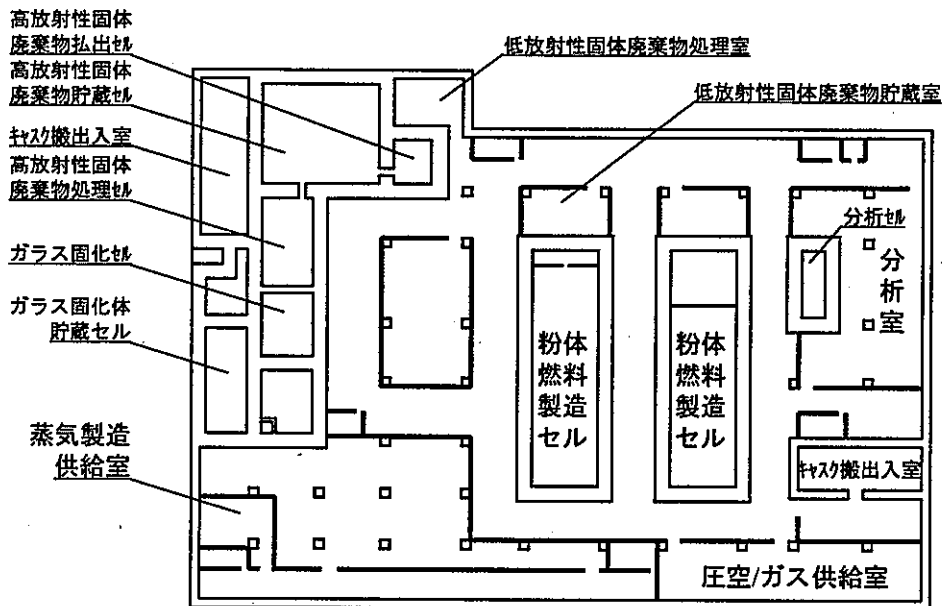 高放射性固体
廃棄物払出セル
高放射性固体
廃棄物貯蔵セル
キャスク搬出入室
高放射性固体
廃棄物処理セル
ガラス固化セル
ガラス固化体
貯蔵セル
蒸気製造
供給室
低放射性固体廃棄物処理室
低放射性固体廃棄物貯蔵室
分析セル
分
析
室
粉体
燃料
製造
セル
粉体
燃料
製造
セル
キャスク搬出入室
圧空/ガス供給室